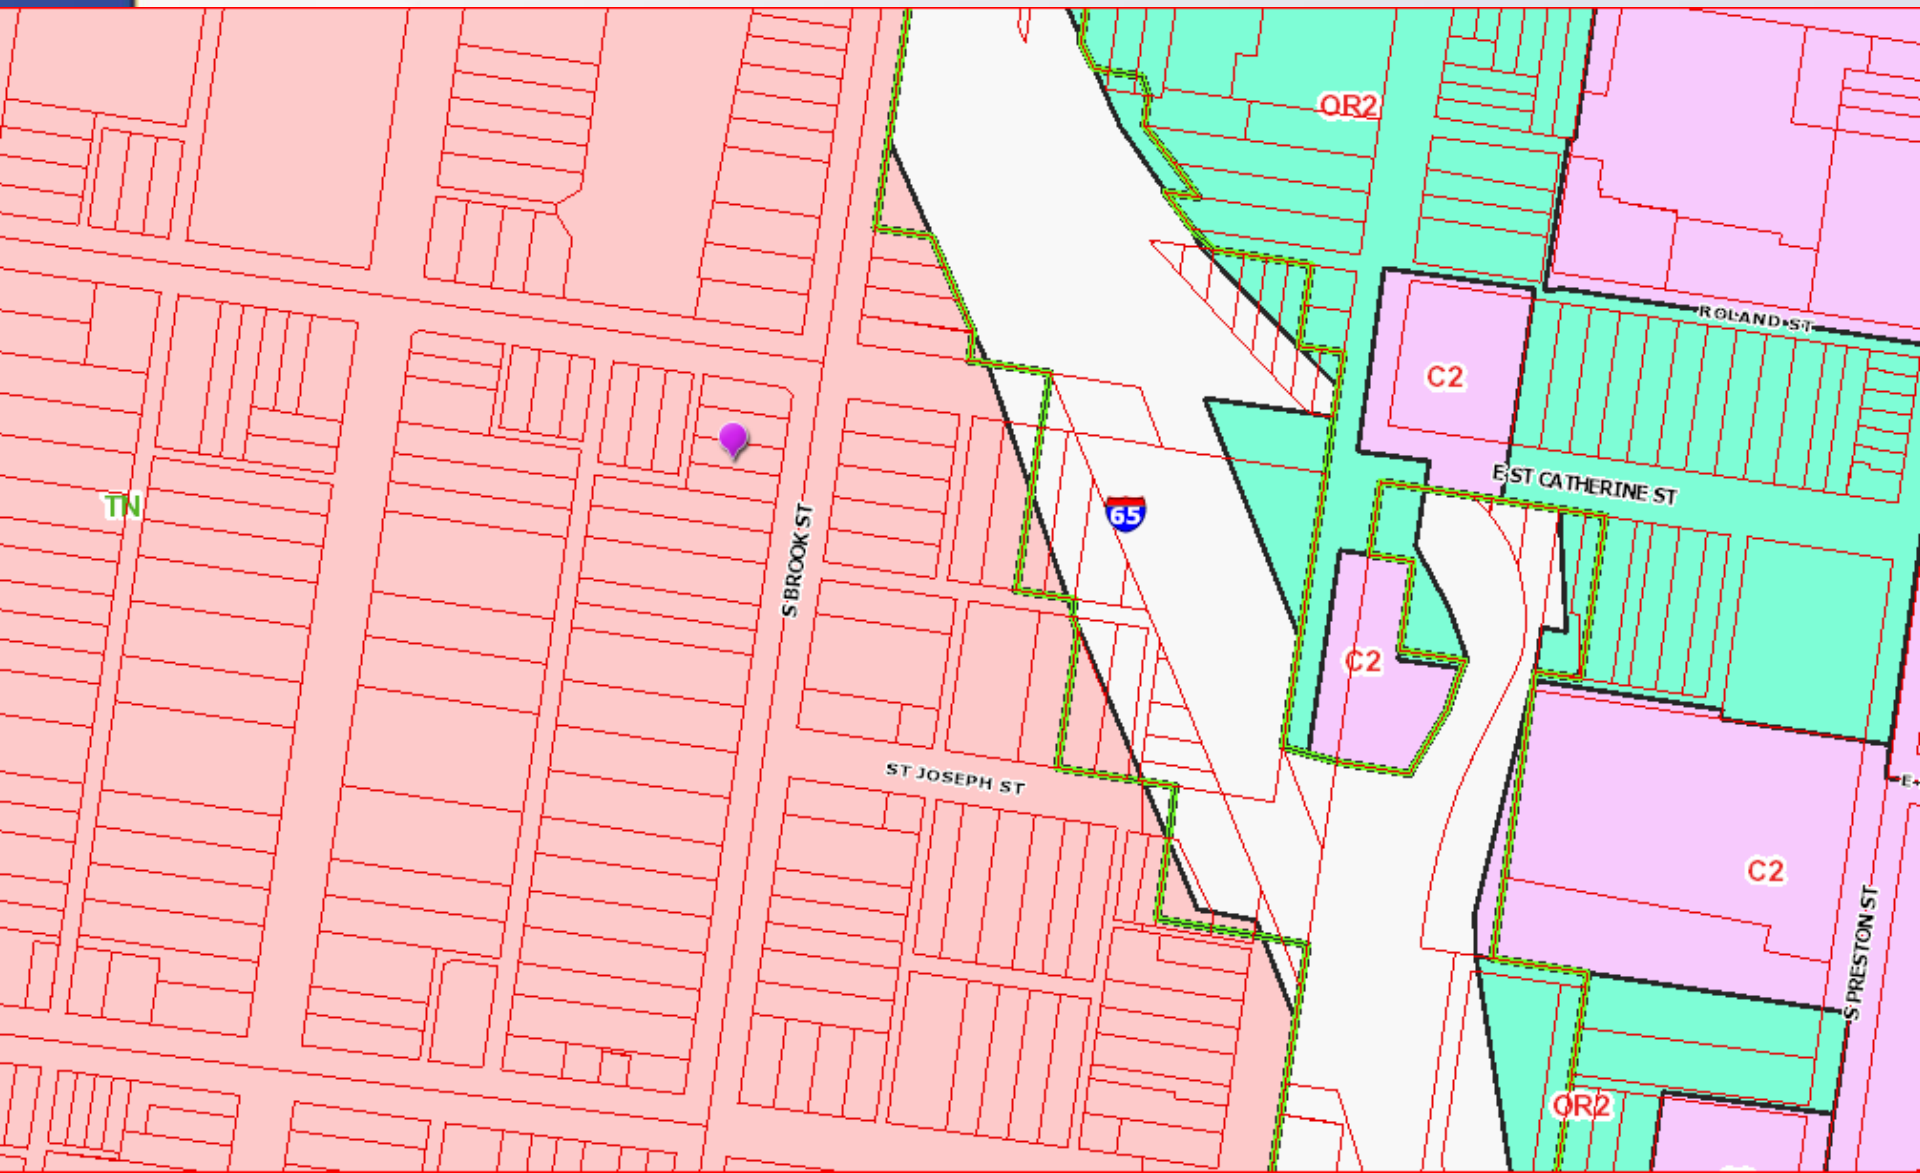 OR2
ROLAND ST
C2
E ST CATHERINE ST
TN
65
S BROOK ST
C2
ST JOSEPH ST
E
C2
S PRESTON ST
OR2